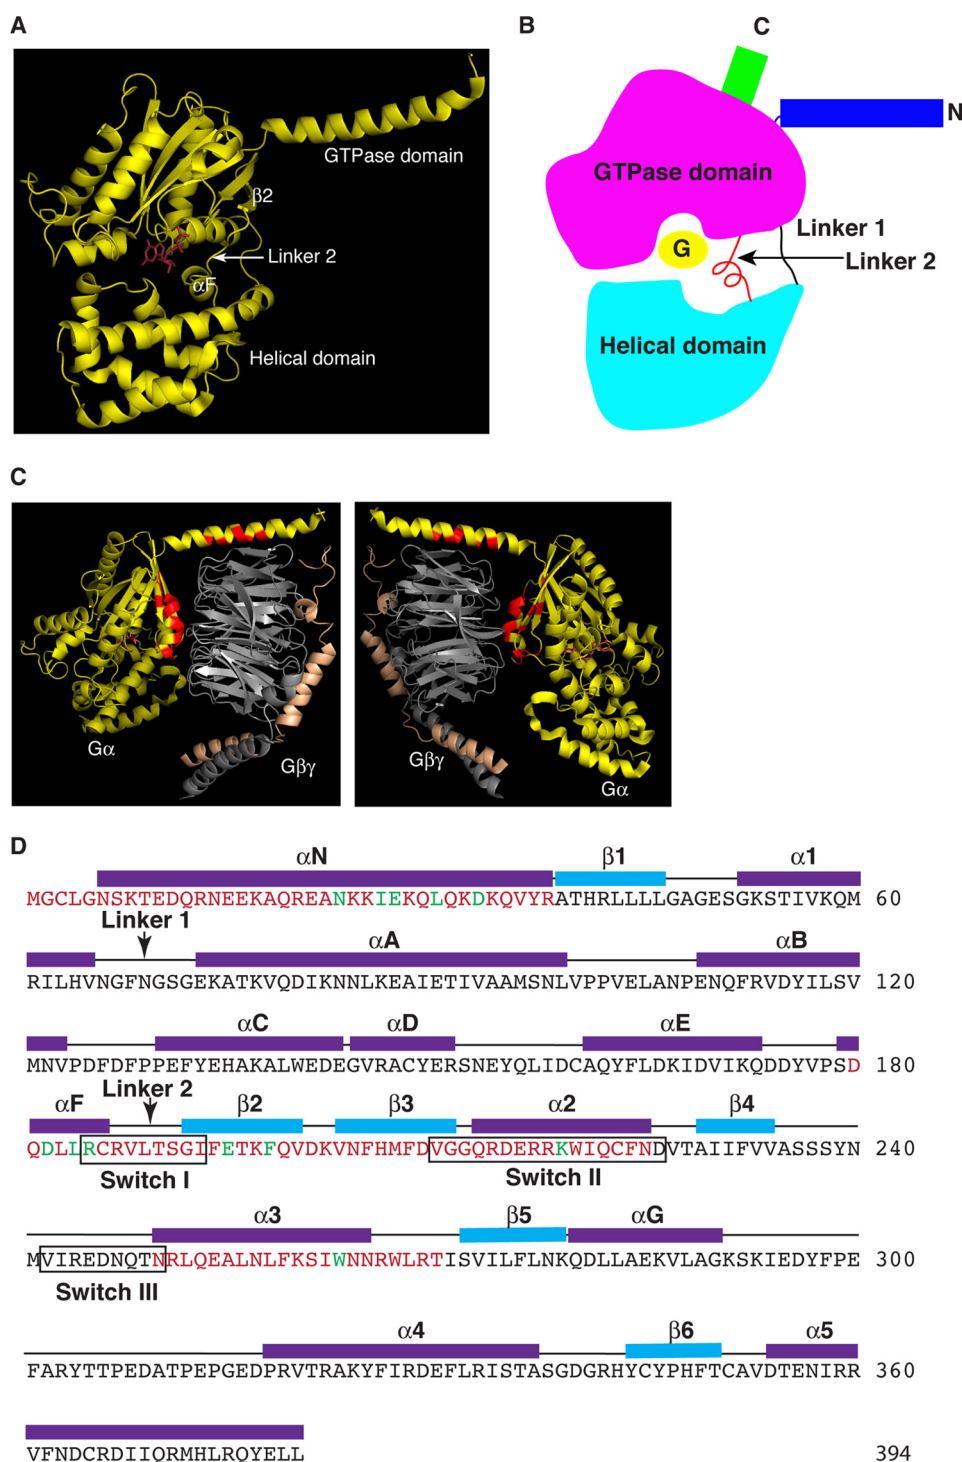 A
GTPase domain
β2
Linker 2
αF
Helical domain
B
C
N
GTPase domain
Linker 1
G
Linker 2
Helical domain
C
Gα
Gβγ
Gβγ
Gα
D
αN β1 α1
MGCLGNSKTEDQRNEEKAQREANKKIEKQLQKDKQVYRATHRLLLLGAGESGKSTIVKQM 60
Linker 1
αA αB
RILHVNGFNGSGEKATKVQDIKNNLKEAIETIVAAMSNLVPPVELANPENQFRVDYILSV 120
αC αD αE
MNVPDFDFPPEFYEHAKALWEDEGVRACYERSNEYQLIDCAQYFLDKIDVIKQDDYVPSD 180
Linker 2
αF β2 β3 α2 β4
QDLLRCRVLTSGIFETKFQVDKVNFHMFDVGGQRDERRKWIQCFNDVTAIIFVVASSSYN 240
Switch I Switch II
α3 β5 αG
MVIREDNQTNRLQEALNLFKSIWNNRWLRTISVILFLNKQDLLAEKVLAGKSKIEDYFPE 300
Switch III
α4 β6 α5
FARYTTPEDATPEPGEDPRVTRAKYFIRDEFLRISTASGDGRHYCYPHFTCAVDTENIRR 360
VFNDCRDIIQRMHLRQYELL 394